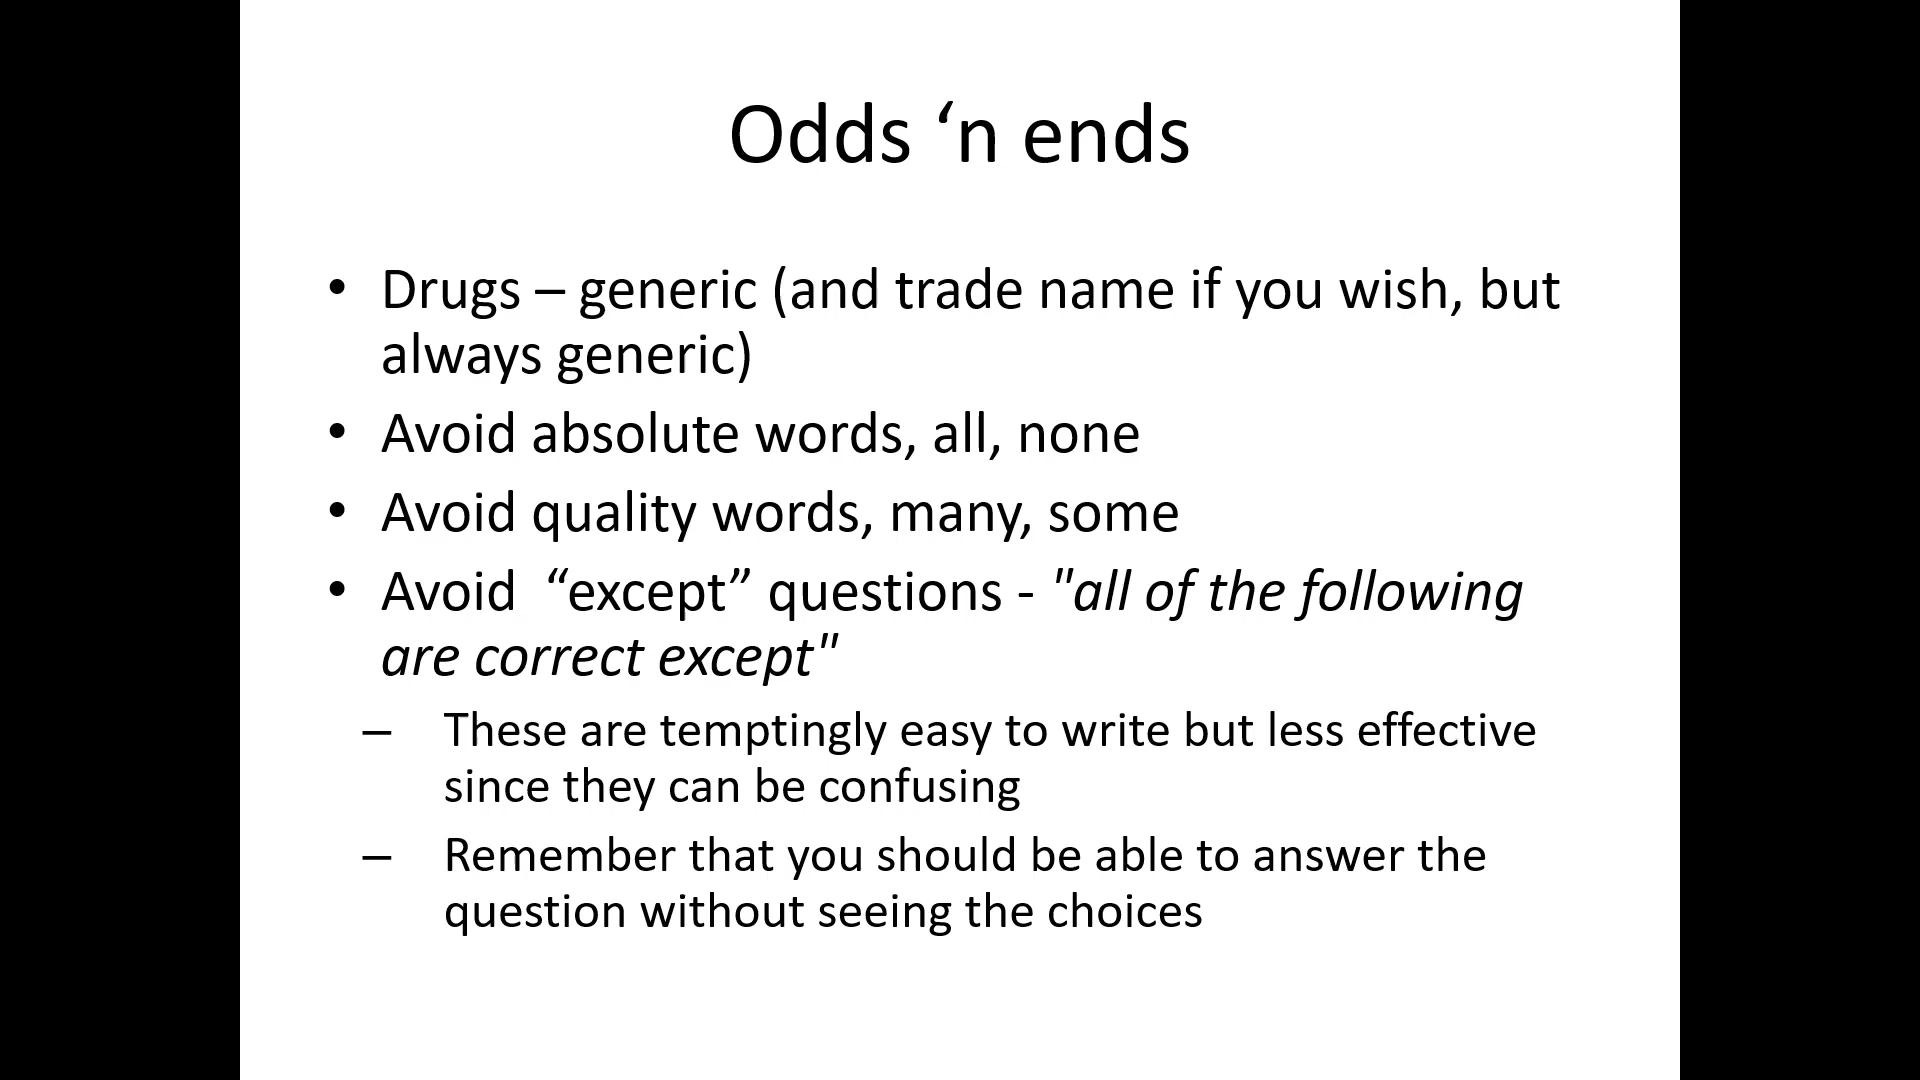 Odds ‘n ends
• Drugs – generic (and trade name if you wish, but
always generic)
• Avoid absolute words, all, none
• Avoid quality words, many, some
• Avoid  “except” questions - "all of the following
are correct except"
– These are temptingly easy to write but less effective
since they can be confusing
– Remember that you should be able to answer the
question without seeing the choices